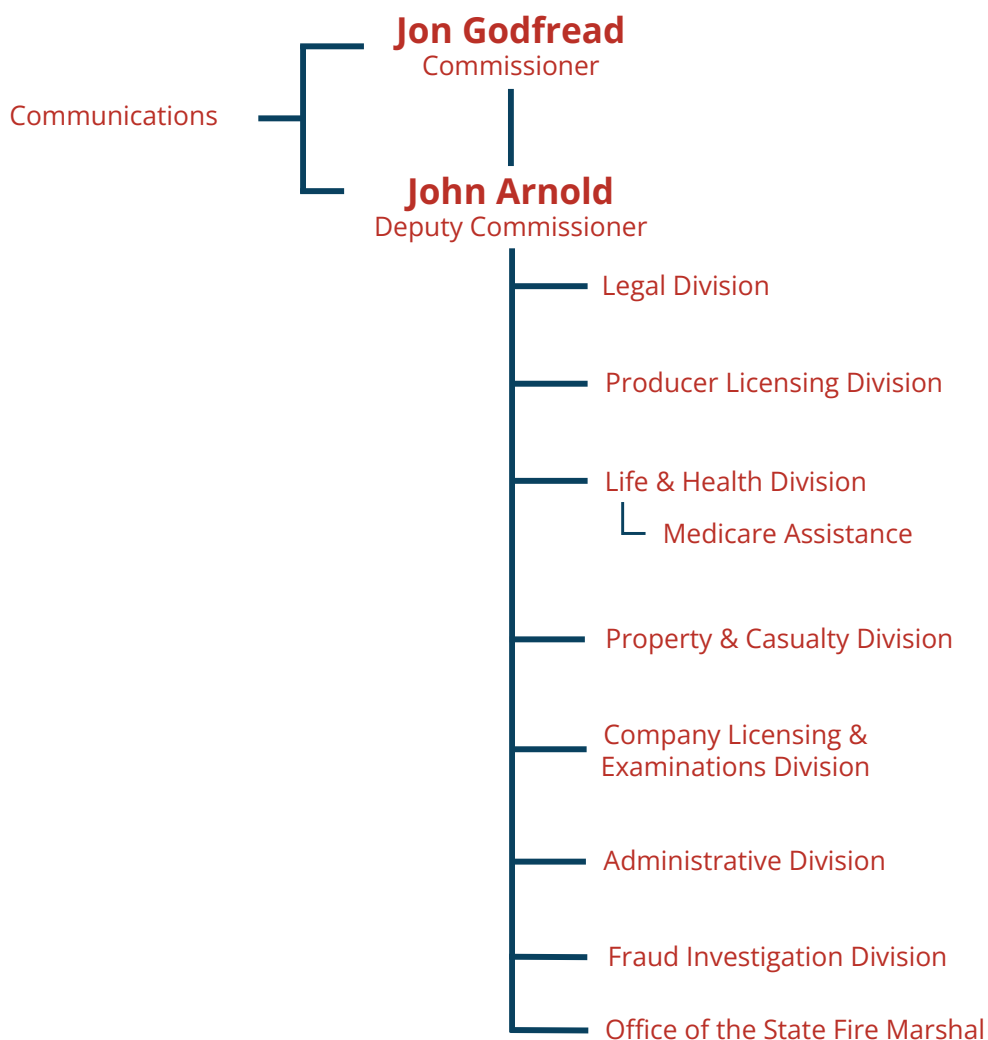 Jon Godfread
Commissioner
Communications
John Arnold
Deputy Commissioner
Legal Division
Producer Licensing Division
Life & Health Division
Medicare Assistance
Property & Casualty Division
Company Licensing &
Examinations Division
Administrative Division
Fraud Investigation Division
Office of the State Fire Marshal